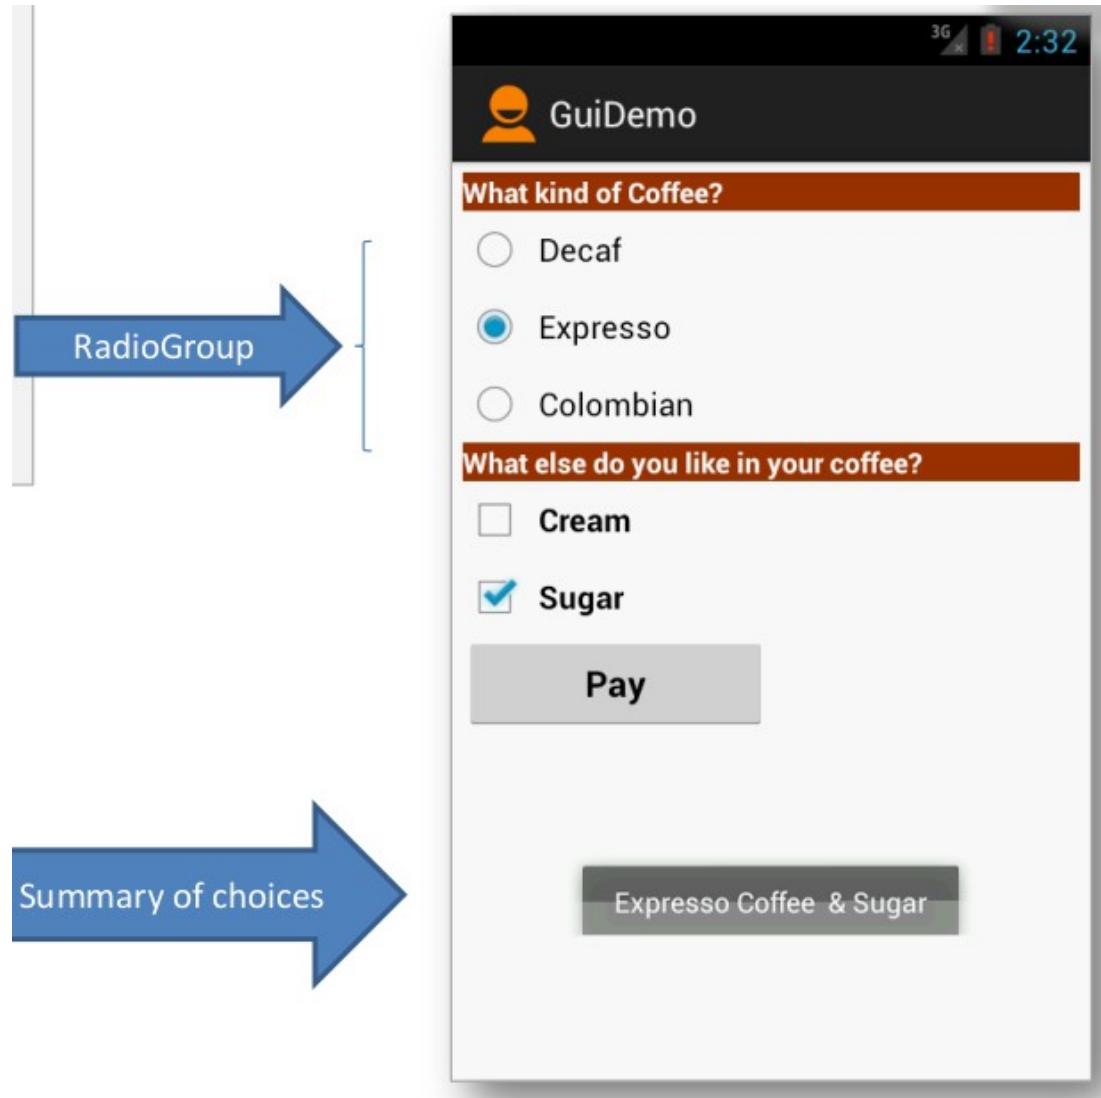 3G 2:32
GuiDemo
What kind of Coffee?
Decaf
RadioGroup
Expresso
Colombian
What else do you like in your coffee?
Cream
Sugar
Pay
Summary of choices
Expresso Coffee & Sugar